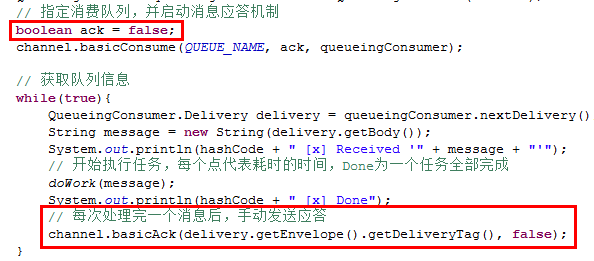 // 指定消费队列，并启动消息应答机制
boolean ack = false;
channel.basicConsume(QUEUE_NAME, ack, queueingConsumer);
// 获取队列信息
while(true){
QueueingConsumer.Delivery delivery = queueingConsumer.nextDelivery()
String message = new String(delivery.getBody());
System.out.println(hashCode + " [x] Received '" + message + "'");
// 开始执行任务，每个点代表耗时的时间，Done为一个任务全部完成
doWork(message);
System.out.println(hashCode + " [x] Done");
// 每次处理完一个消息后，手动发送应答
channel.basicAck(delivery.getEnvelope().getDeliveryTag(), false);
}